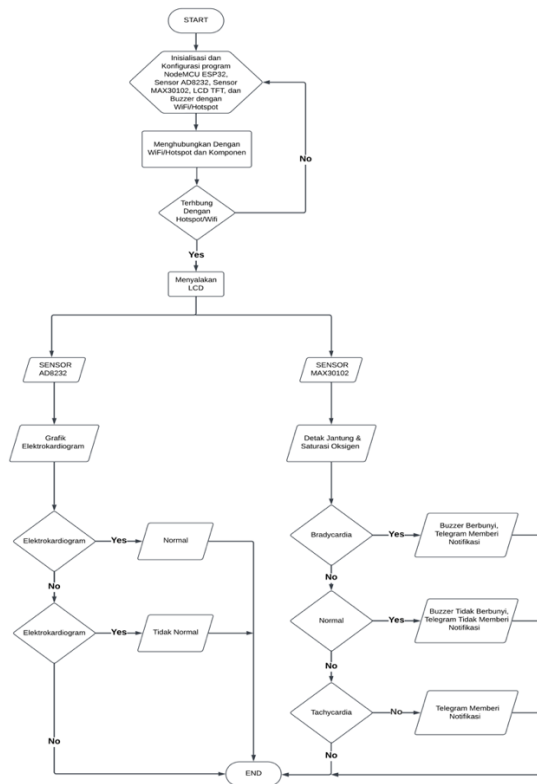 START
Inisialisasi dan
Konfigurasi program
NodeMCU ESP32,
Sensor AD8232, Sensor
MAX30102, LCD TFT, dan
Buzzer dengan
WiFi/Hotspot
Menghubungkan Dengan
WiFi/Hotspot dan Komponen
No
Terhbung
Dengan
Hotspot/Wifi
Yes
Menyalakan
LCD
SENSOR
AD8232
SENSOR
MAX30102
Grafik
Elektrokardiogram
Detak Jantung &
Saturasi Oksigen
Elektrokardiogram
Yes
Normal
Bradycardia
Yes
Buzzer Berbunyi,
Telegram Memberi
Notifikasi
No
No
Elektrokardiogram
Yes
Tidak Normal
Normal
Yes
Buzzer Tidak Berbunyi,
Telegram Tidak Memberi
Notifikasi
No
Tachycardia
No
Telegram Memberi
Notifikasi
No
No
END